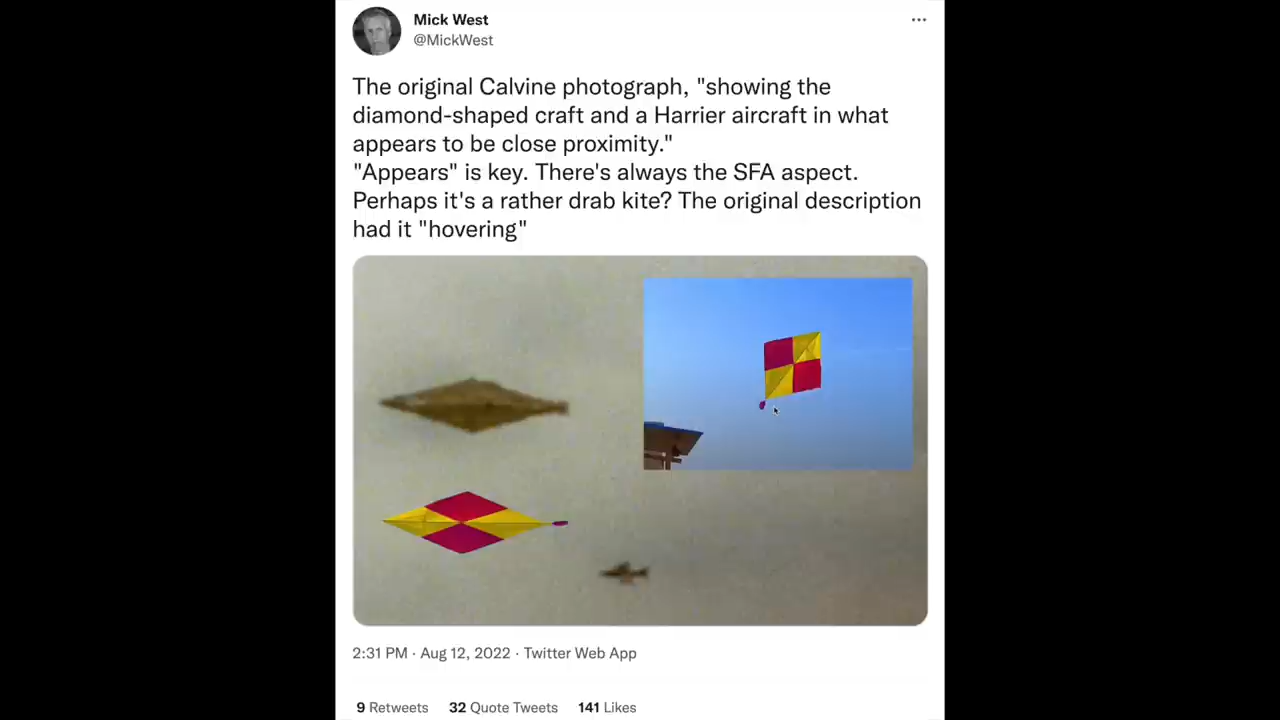 Mick West
@MickWest
The original Calvine photograph, "showing the
diamond-shaped craft and a Harrier aircraft in what
appears to be close proximity."
"Appears" is key. There's always the SFA aspect.
Perhaps it's a rather drab kite? The original description
had it "hovering"
2:31 PM · Aug 12, 2022 · Twitter Web App
9 Retweets 32 Quote Tweets 141 Likes